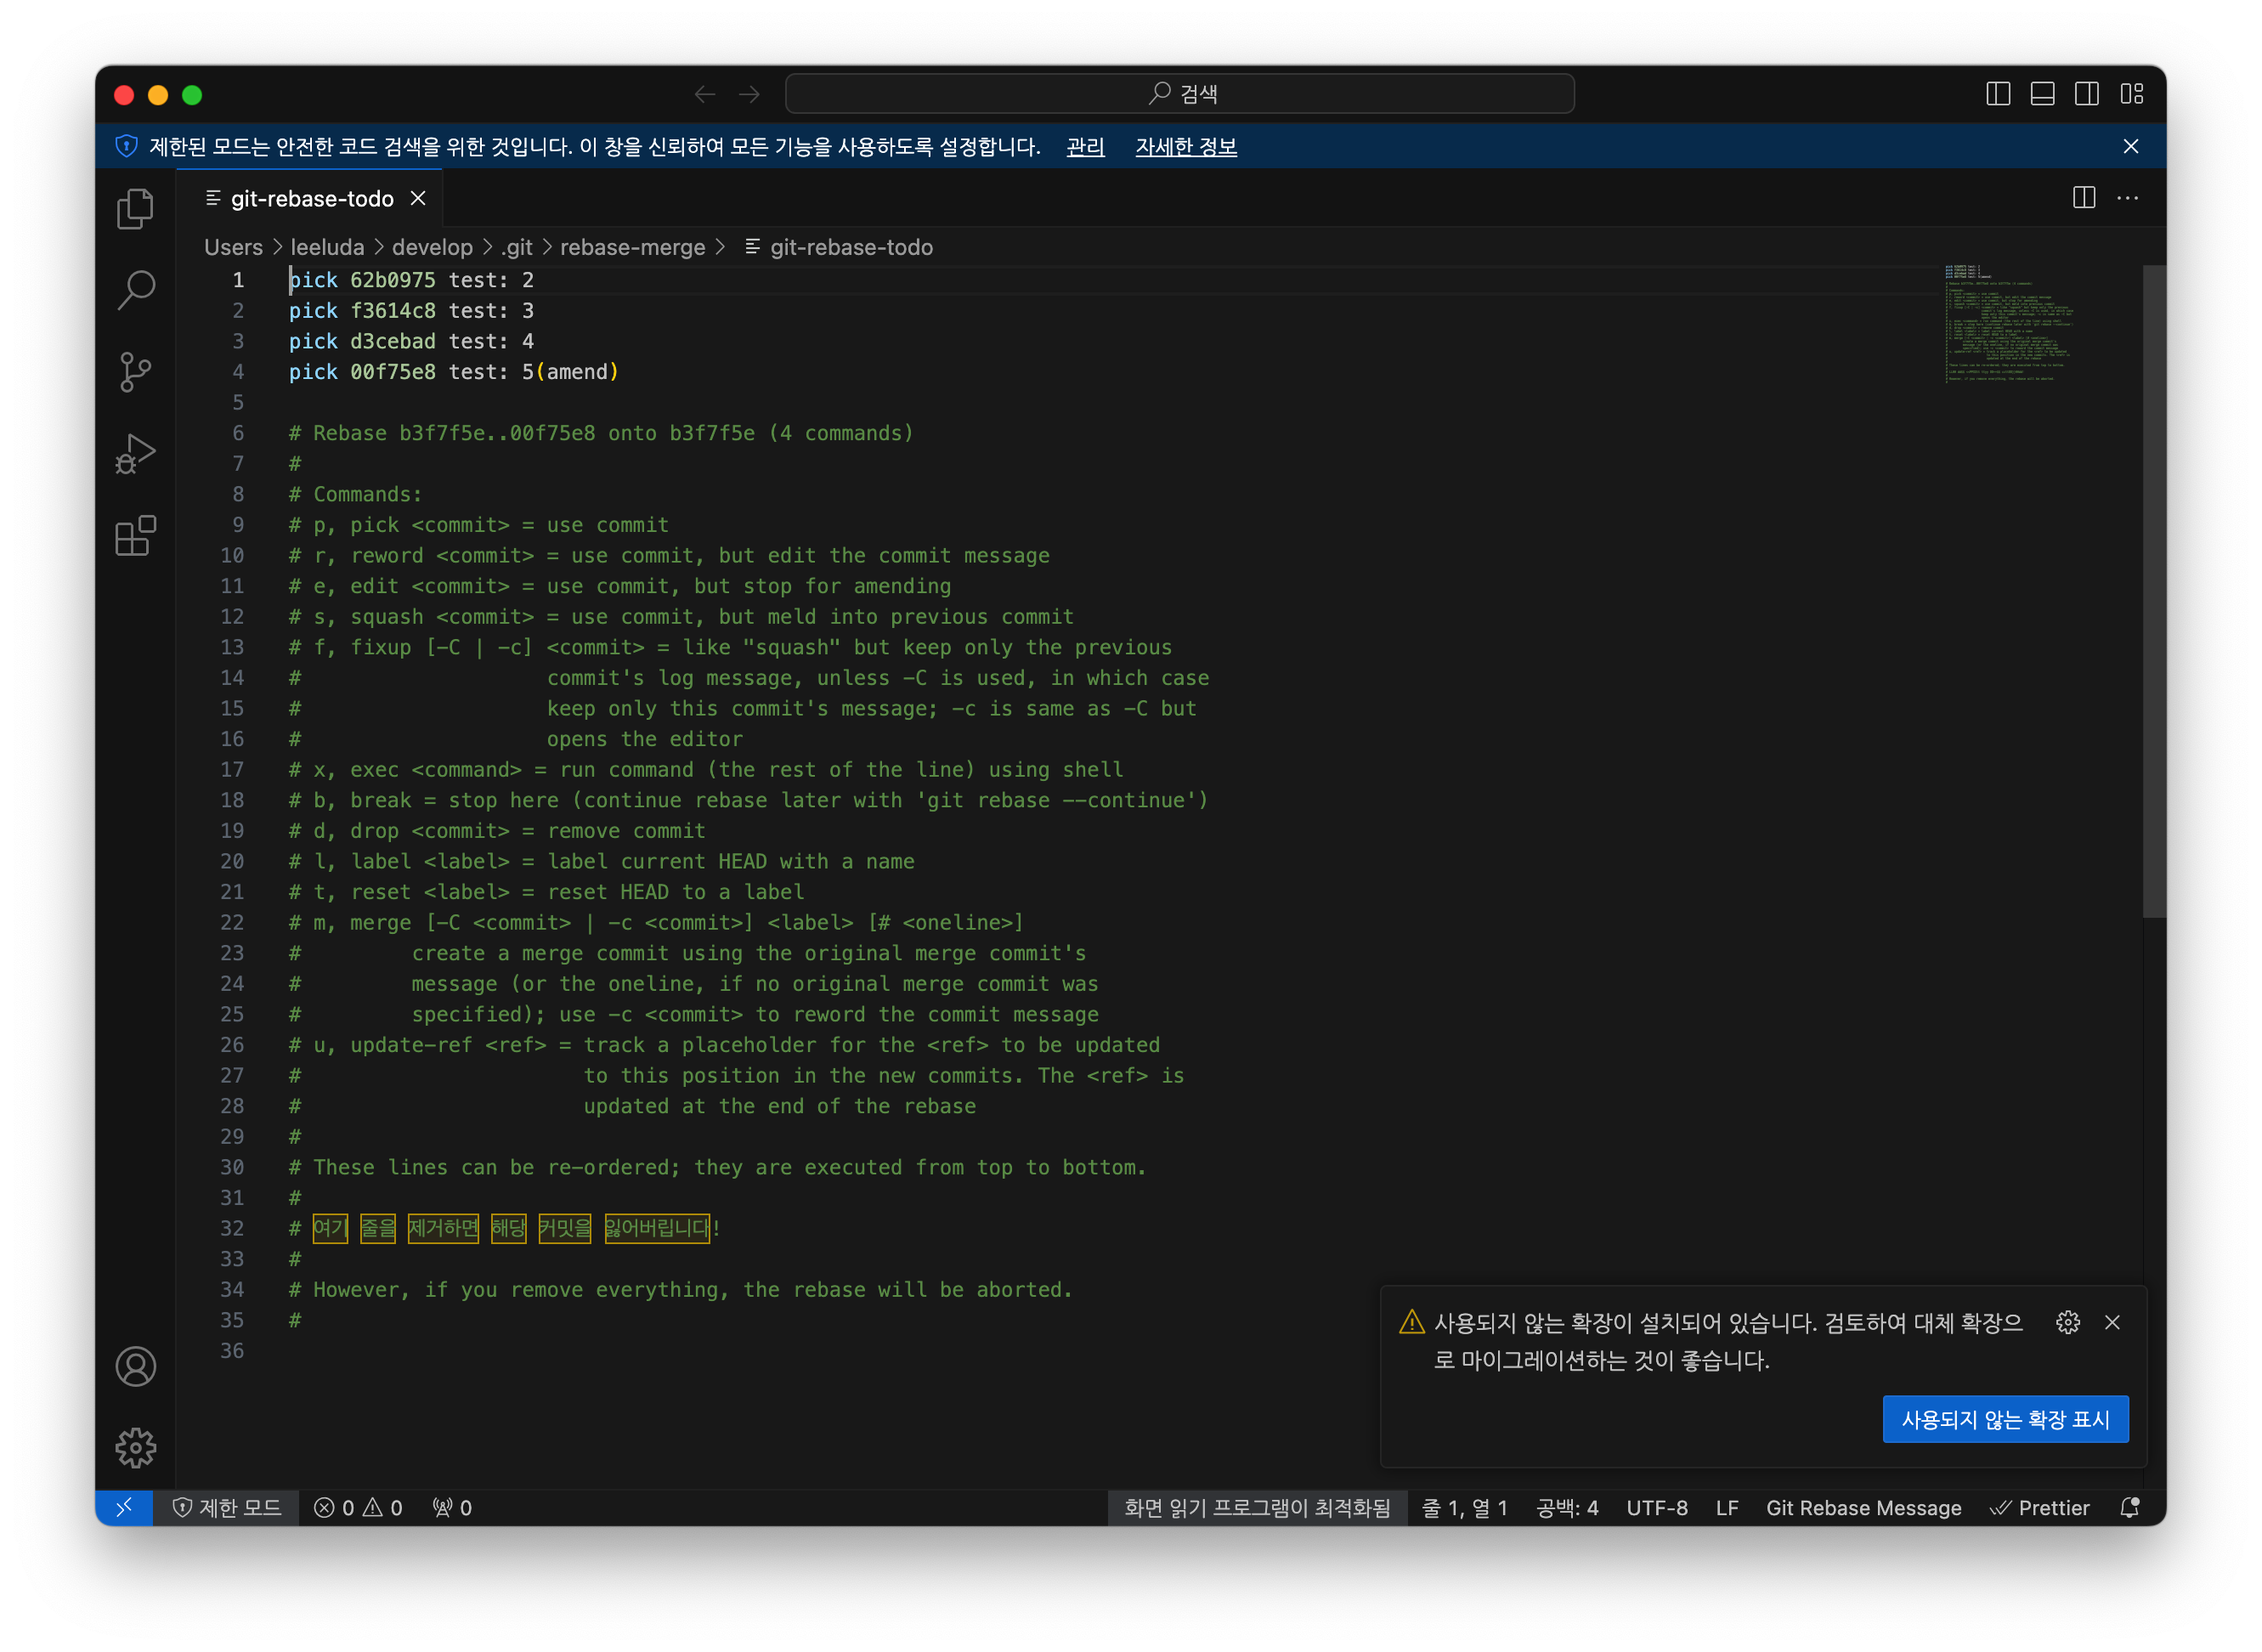 검색
제한된 모드는 안전한 코드 검색을 위한 것입니다. 이 창을 신뢰하여 모든 기능을 사용하도록 설정합니다. 관리 자세한 정보
git-rebase-todo
Users > leeluda > develop > .git > rebase-merge > git-rebase-todo
1 pick 62b0975 test: 2
2 pick f3614c8 test: 3
3 pick d3cebad test: 4
4 pick 00f75e8 test: 5(amend)
5
6 # Rebase b3f7f5e..00f75e8 onto b3f7f5e (4 commands)
7 #
8 # Commands:
9 # p, pick <commit> = use commit
10 # r, reword <commit> = use commit, but edit the commit message
11 # e, edit <commit> = use commit, but stop for amending
12 # s, squash <commit> = use commit, but meld into previous commit
13 # f, fixup [-C | -c] <commit> = like "squash" but keep only the previous
14 # commit's log message, unless -C is used, in which case
15 # keep only this commit's message; -c is same as -C but
16 # opens the editor
17 # x, exec <command> = run command (the rest of the line) using shell
18 # b, break = stop here (continue rebase later with 'git rebase --continue')
19 # d, drop <commit> = remove commit
20 # l, label <label> = label current HEAD with a name
21 # t, reset <label> = reset HEAD to a label
22 # m, merge [-C <commit> | -c <commit>] <label> [# <oneline>]
23 # create a merge commit using the original merge commit's
24 # message (or the oneline, if no original merge commit was
25 # specified); use -c <commit> to reword the commit message
26 # u, update-ref <ref> = track a placeholder for the <ref> to be updated
27 # to this position in the new commits. The <ref> is
28 # updated at the end of the rebase
29 #
30 # These lines can be re-ordered; they are executed from top to bottom.
31 #
32 # 여기 줄을 제거하면 해당 커밋을 잃어버립니다!
33 #
34 # However, if you remove everything, the rebase will be aborted.
35 #
36
사용되지 않는 확장이 설치되어 있습니다. 검토하여 대체 확장으
로 마이그레이션하는 것이 좋습니다.
사용되지 않는 확장 표시
제한 모드 0 0 0 화면 읽기 프로그램이 최적화됨 줄 1, 열 1 공백: 4 UTF-8 LF Git Rebase Message Prettier